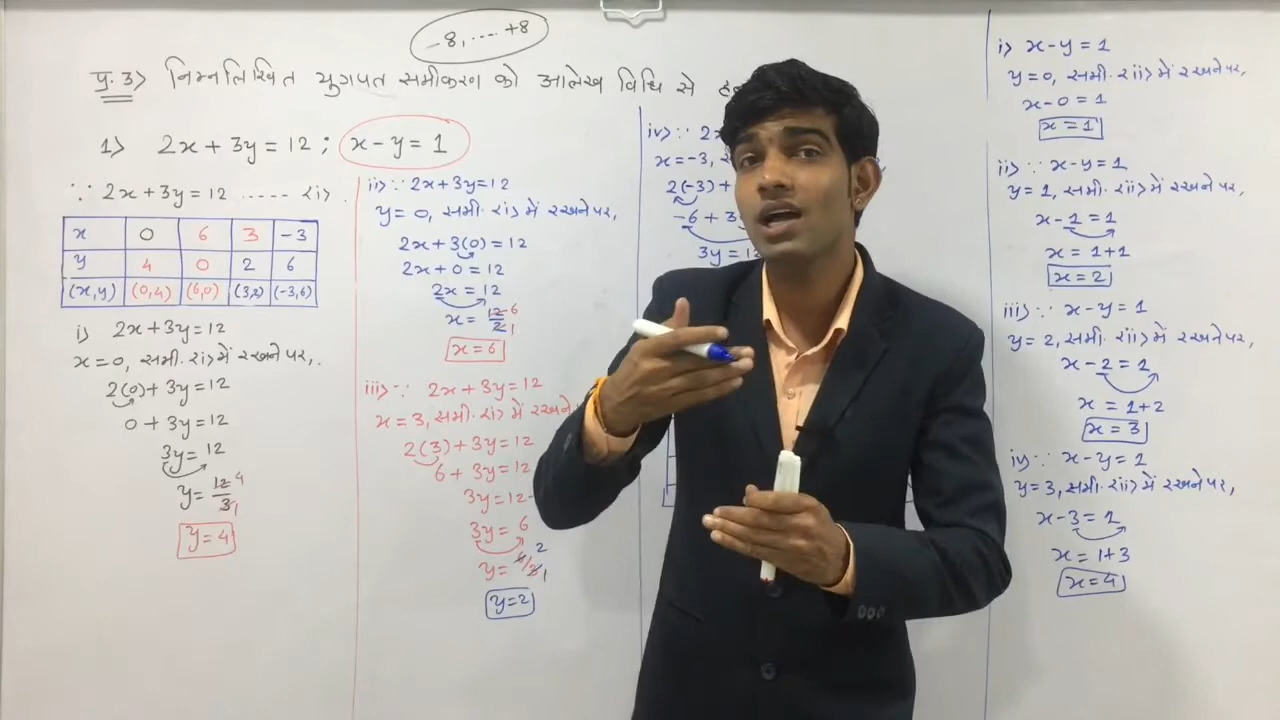 -8, ---- +8
प्र. 3> निम्नलिखित युगपत समीकरण को आलेख विधि से
1> 2x + 3y = 12 ; x - y = 1
∵ 2x + 3y = 12 ----- (i)
x 0 6 3 -3
y 4 0 2 6
(x,y) (0,4) (6,0) (3,2) (-3,6)
i) 2x + 3y = 12
x = 0, समी. (i) में रखने पर,
2(0) + 3y = 12
0 + 3y = 12
3y = 12
y = 12/3 4 1
y = 4
ii) ∵ 2x + 3y = 12
y = 0, समी. (i) में रखने पर,
2x + 3(0) = 12
2x + 0 = 12
2x = 12
x = 12/2 6 1
x = 6
iii) ∵ 2x + 3y = 12
x = 3, समी. (i) में रखने प
2(3) + 3y = 12
6 + 3y = 12
3y = 12 -
3y = 6
y = 6/3 2 1
y = 2
iv) ∵ 2x
x = -3,
2(-3) +
-6 + 3y
3y = 12
i) x - y = 1
y = 0, समी. (ii) में रखने पर,
x - 0 = 1
x = 1
ii) ∵ x - y = 1
y = 1, समी. (ii) में रखने पर,
x - 1 = 1
x = 1 + 1
x = 2
iii) ∵ x - y = 1
y = 2, समी. (ii) में रखने पर,
x - 2 = 1
x = 1 + 2
x = 3
iv) ∵ x - y = 1
y = 3, समी. (ii) में रखने पर,
x - 3 = 1
x = 1 + 3
x = 4